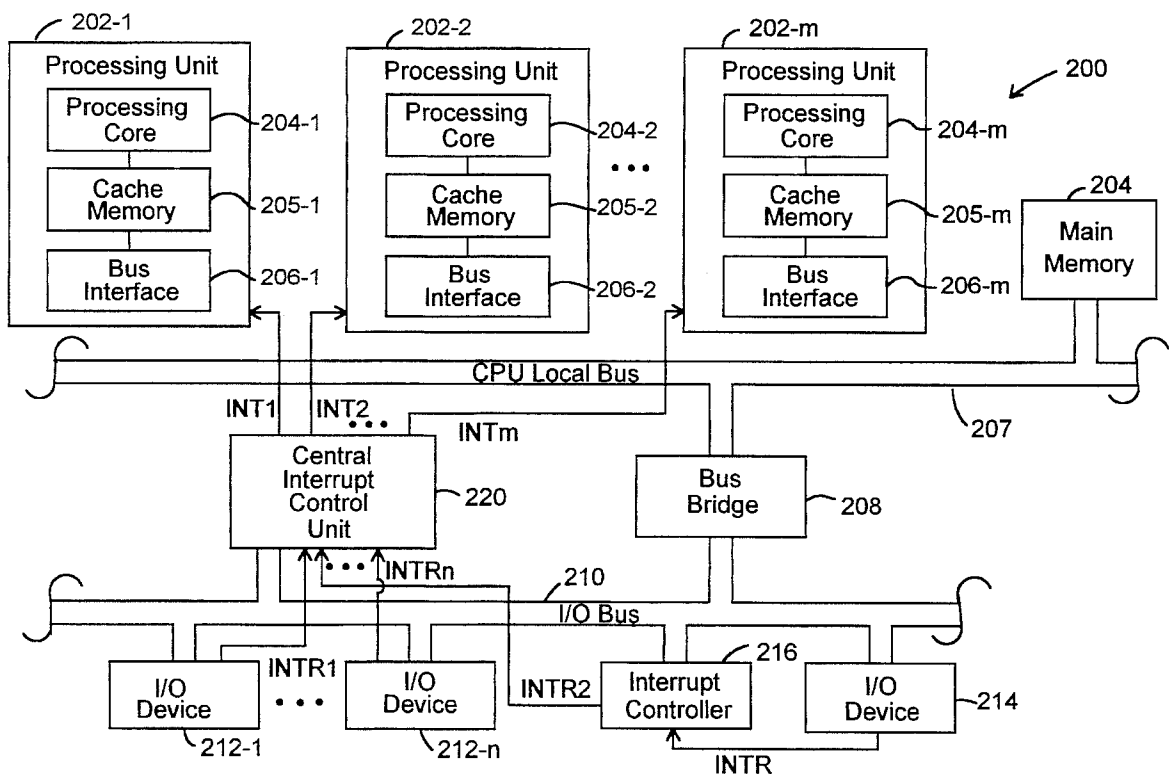 202-1
202-2
202-m
200
Processing Unit
Processing Unit
Processing Unit
Processing
Core
204-1
Processing
Core
204-2
Processing
Core
204-m
Cache
Memory
205-1
Cache
Memory
205-2
Cache
Memory
205-m
204
Main
Memory
Bus
Interface
206-1
Bus
Interface
206-2
Bus
Interface
206-m
CPU Local Bus
207
INT1
INT2
INTm
Central
Interrupt
Control
Unit
220
Bus
Bridge
208
INTRn
210
I/O Bus
INTR1
INTR2
216
I/O
Device
I/O
Device
Interrupt
Controller
I/O
Device
214
212-1
212-n
INTR